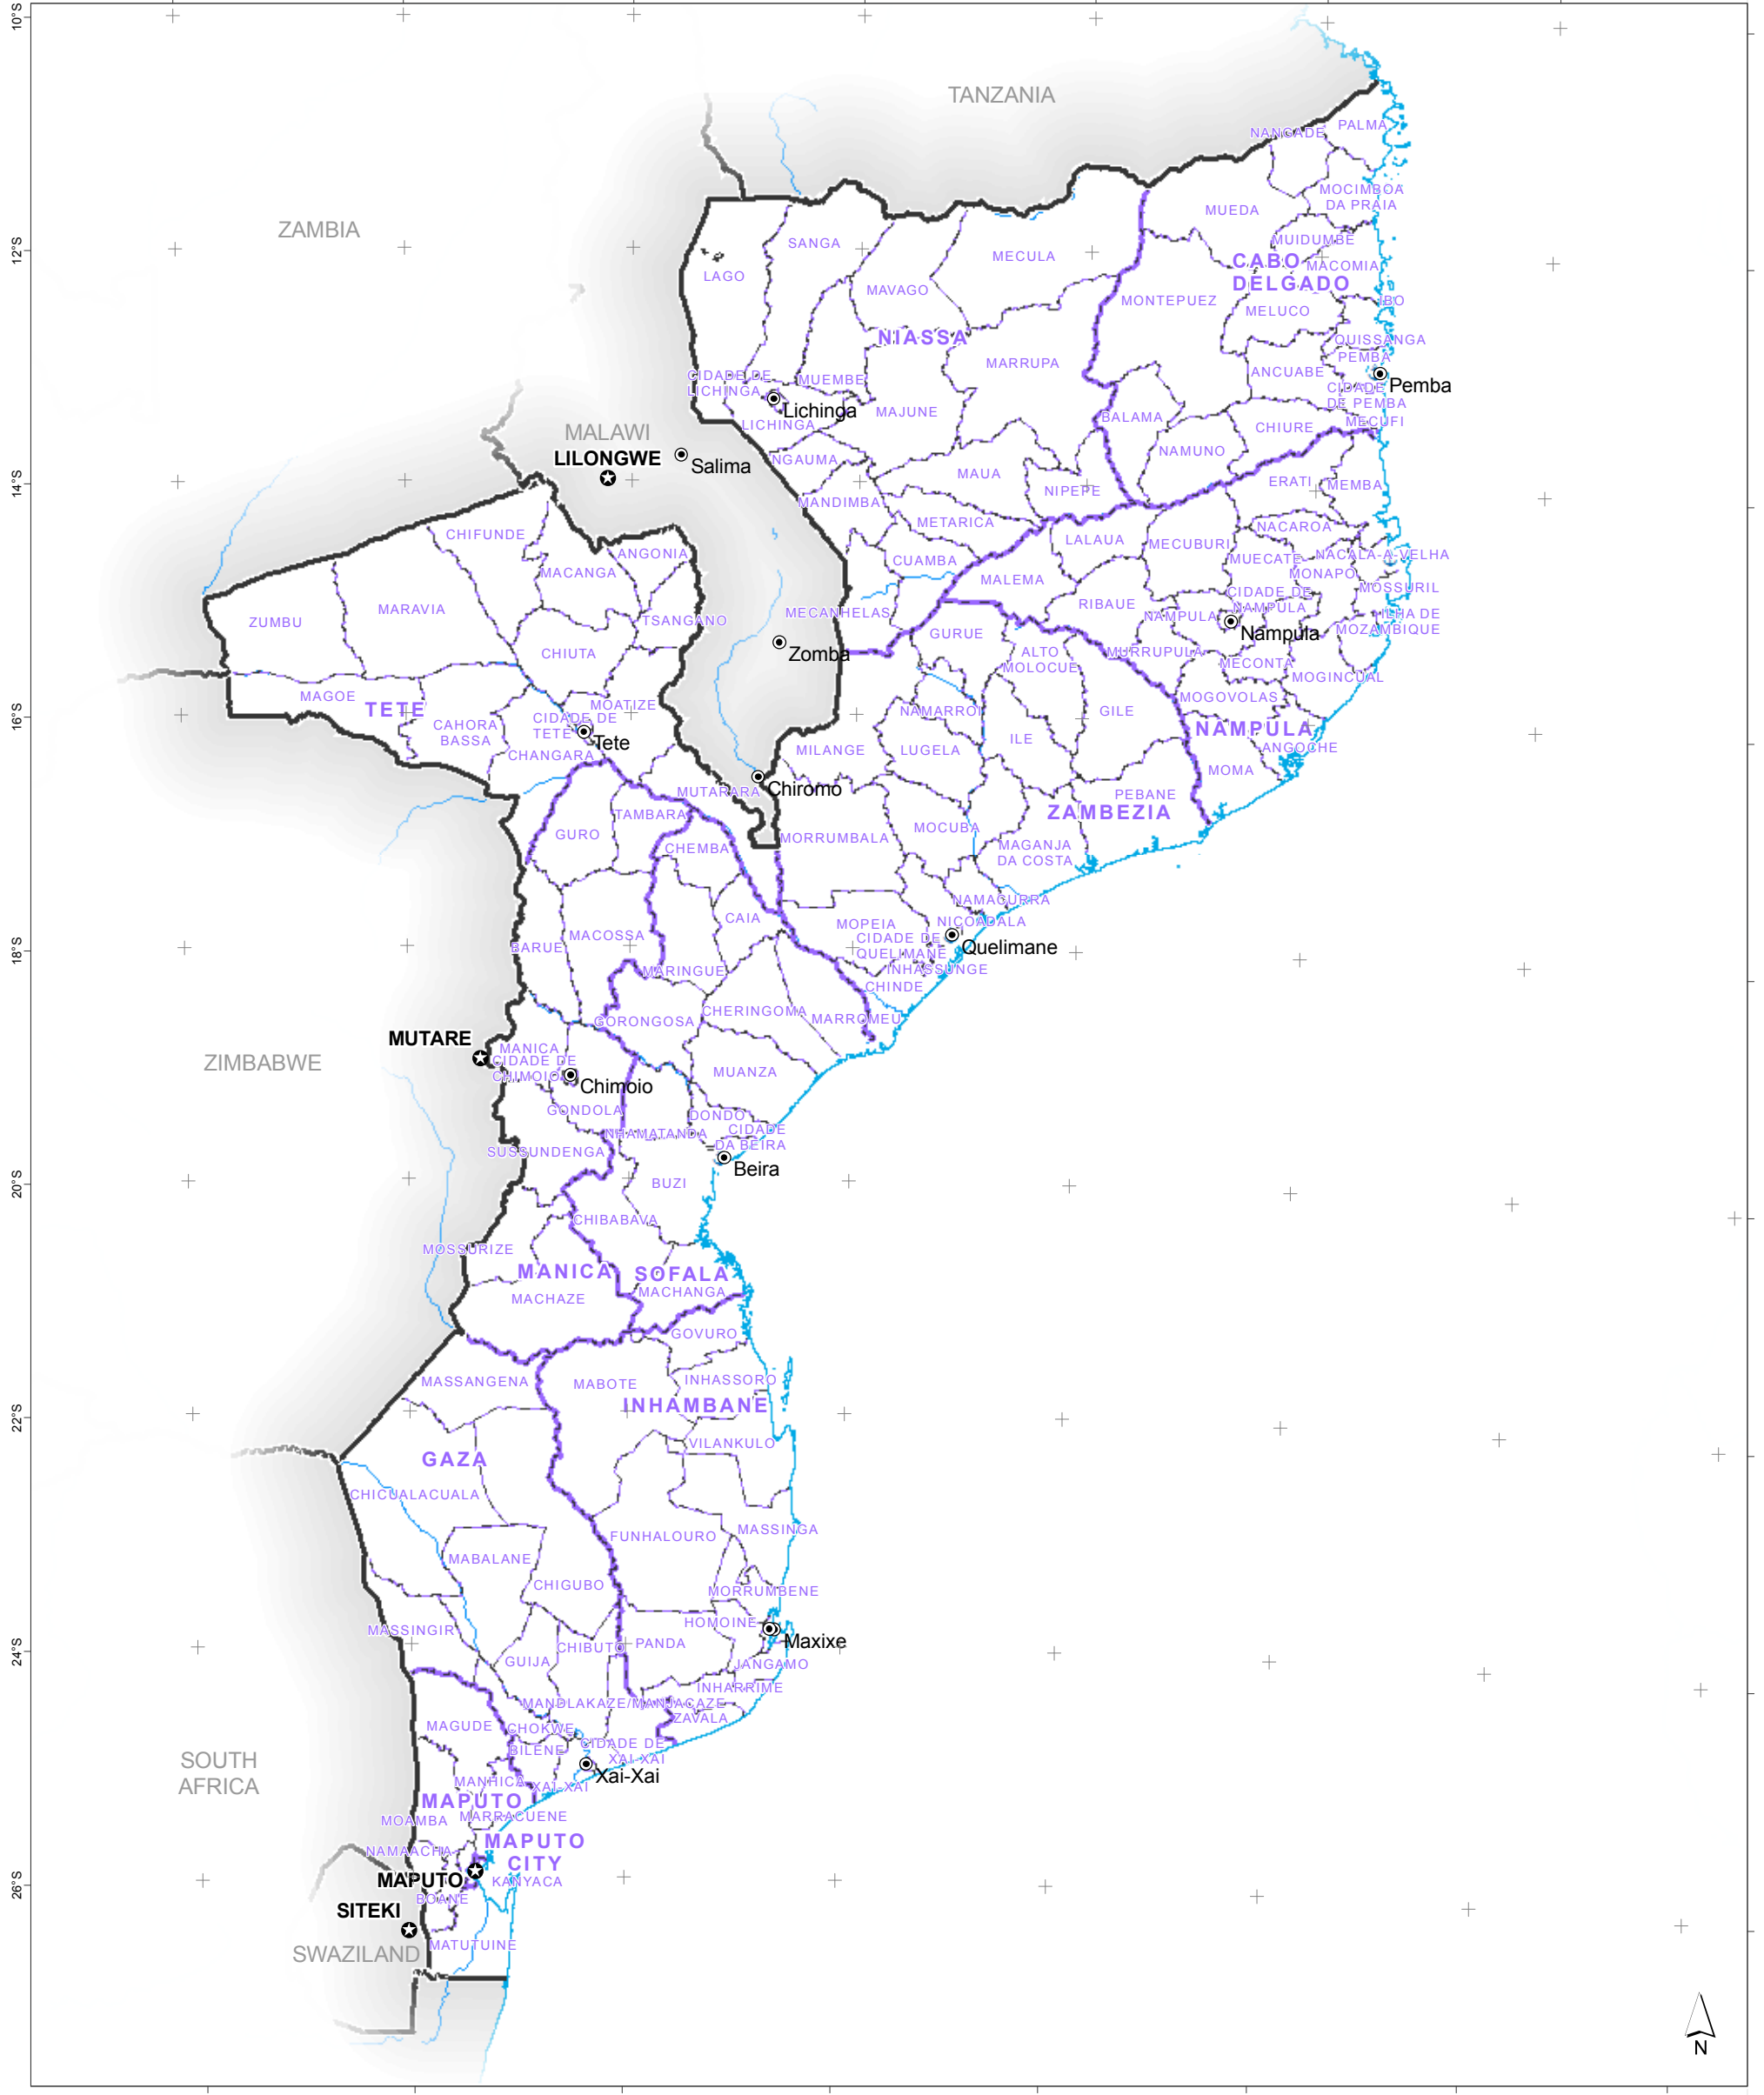 10°S
TANZANIA
PALMA
NANGADE
MOCIMBOA
DA PRAIA
MUEDA
ZAMBIA
12°S
SANGA
MECULA
MUIDUMBE
CABO
DELGADO
MACOMIA
LAGO
MAVAGO
MONTEPUEZ
IBO
MELUCO
NIASSA
QUISSANGA
MARRUPA
PEMBA
ANCUABE
CIDADE DE
LICHINGA
MUEMBE
Pemba
CIDADE
DE PEMBA
Lichinga
MAJUNE
BALAMA
LICHINGA
CHIURE
MECUFI
MALAWI
LILONGWE
Salima
NGAUMA
NAMUNO
14°S
MAUA
NIPEPE
ERATI
MEMBA
MANDIMBA
METARICA
NACAROA
CHIFUNDE
LALAUA
MECUBURI
ANGONIA
CUAMBA
MUECATE
NACALA-A-VELHA
MACANGA
MALEMA
MONAPO
MOSSURIL
CIDADE DE
NAMPULA
MARAVIA
RIBAUE
MECANHELAS
NAMPULA
ILHA DE
MOZAMBIQUE
ZUMBU
TSANGANO
Nampula
GURUE
Zomba
CHIUTA
ALTO
MOLOCUE
MURRUPULA
MECONTA
MOGINCUAL
MAGOE
TETE
MOATIZE
MOGOVOLAS
16°S
CAHORA
BASSA
CIDADE DE
TETE
Tete
NAMARROI
GILE
NAMPULA
CHANGARA
MILANGE
LUGELA
ILE
ANGOCHE
MOMA
Chiromo
MUTARARA
PEBANE
ZAMBEZIA
TAMBARA
GURO
CHEMBA
MORRUMBALA
MOCUBA
MAGANJA
DA COSTA
NAMACURRA
CAIA
MOPEIA
NICOADALA
18°S
BARUE
MACOSSA
CIDADE DE
QUELIMANE
Quelimane
MARINGUE
INHASSUNGE
CHINDE
GORONGOSA
CHERINGOMA
MARROMEU
MUTARE
ZIMBABWE
MANICA
CIDADE DE
CHIMOIO
Chimoio
MUANZA
GONDOLA
DONDO
NHAMATANDA
CIDADE
DA BEIRA
SUSSUNDENGA
Beira
20°S
BUZI
CHIBABAVA
MOSSURIZE
MANICA
SOFALA
MACHAZE
MACHANGA
GOVURO
MASSANGENA
MABOTE
INHASSORO
INHAMBANE
22°S
VILANKULO
GAZA
CHICUALACUALA
MASSINGA
FUNHALOURO
MABALANE
CHIGUBO
MORRUMBENE
HOMOINE
MASSINGIR
Maxixe
24°S
CHIBUTO
PANDA
GUIJA
JANGAMO
INHARRIME
MANDLAKAZE/MANJACAZE
ZAVALA
MAGUDE
CHOKWE
SOUTH
AFRICA
BILENE
CIDADE DE
XAI-XAI
Xai-Xai
MANHICA
XAI-XAI
MAPUTO
MOAMBA
MARRACUENE
MAPUTO
CITY
NAMAACHA
26°S
MAPUTO
KANYACA
BOANE
SITEKI
SWAZILAND
MATUTUINE
N